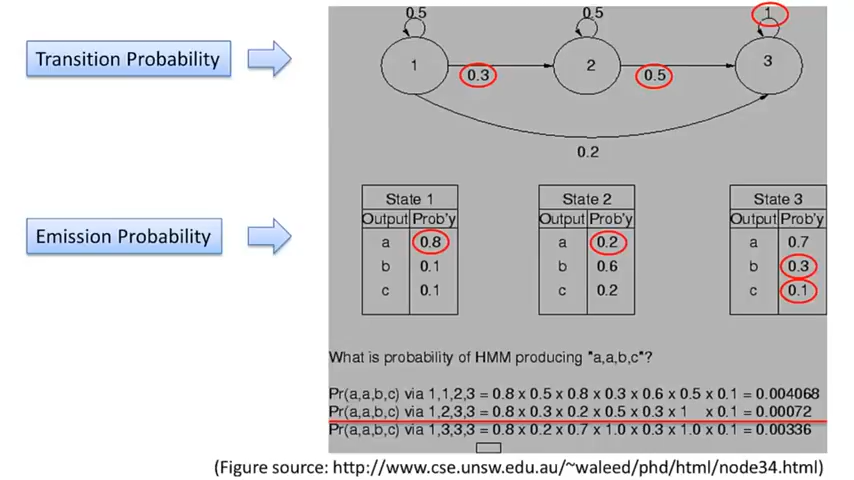 Transition Probability
0.5
0.5
1
1
2
3
0.3
0.5
0.2
Emission Probability
State 1
Output Prob'y
a 0.8
b 0.1
c 0.1
State 2
Output Prob'y
a 0.2
b 0.6
c 0.2
State 3
Output Prob'y
a 0.7
b 0.3
c 0.1
What is probability of HMM producing "a,a,b,c"?
Pr(a,a,b,c) via 1,1,2,3 = 0.8 x 0.5 x 0.8 x 0.3 x 0.6 x 0.5 x 0.1 = 0.004068
Pr(a,a,b,c) via 1,2,3,3 = 0.8 x 0.3 x 0.2 x 0.5 x 0.3 x 1 x 0.1 = 0.00072
Pr(a,a,b,c) via 1,3,3,3 = 0.8 x 0.2 x 0.7 x 1.0 x 0.3 x 1.0 x 0.1 = 0.00336
(Figure source: http://www.cse.unsw.edu.au/~waleed/phd/html/node34.html)